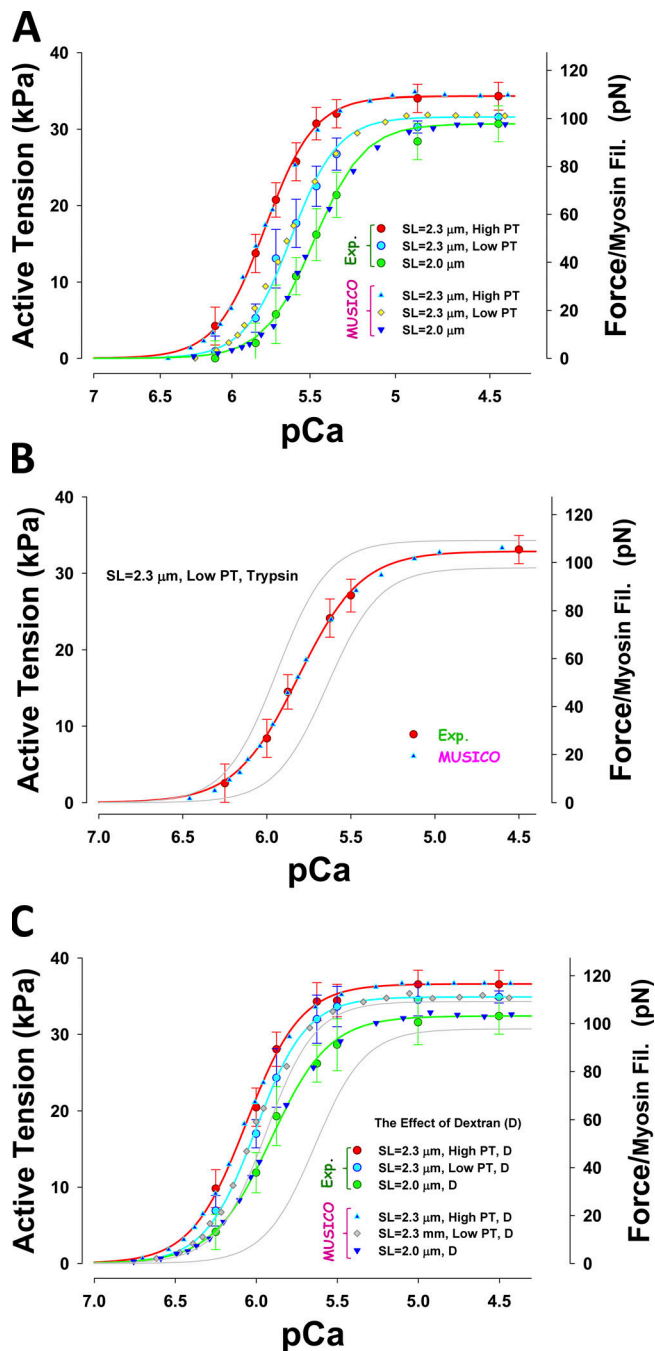 A
Active Tension (kPa)
40
30
20
10
0
Force/Myosin Fil. (pN)
110
100
80
60
40
20
0
Exp.
SL=2.3 μm, High PT
SL=2.3 μm, Low PT
SL=2.0 μm
MUSICO
SL=2.3 μm, High PT
SL=2.3 μm, Low PT
SL=2.0 μm
7 6.5 6 5.5 5 4.5
pCa
B
Active Tension (kPa)
40
30
20
10
0
Force/Myosin Fil. (pN)
110
100
80
60
40
20
0
SL=2.3 μm, Low PT, Trypsin
Exp.
MUSICO
7.0 6.5 6.0 5.5 5.0 4.5
pCa
C
Active Tension (kPa)
40
30
20
10
0
Force/Myosin Fil. (pN)
110
100
80
60
40
20
0
The Effect of Dextran (D)
Exp.
SL=2.3 μm, High PT, D
SL=2.3 μm, Low PT, D
SL=2.0 μm, D
MUSICO
SL=2.3 μm, High PT, D
SL=2.3 mm, Low PT, D
SL=2.0 μm, D
7.0 6.5 6.0 5.5 5.0 4.5
pCa